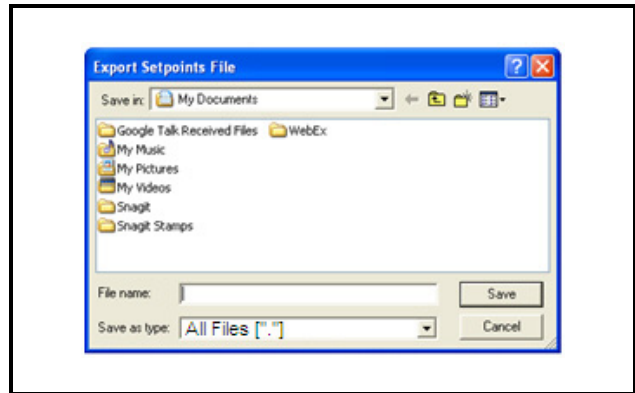 Export Setpoints File
Save in: My Documents
Google Talk Received Files WebEx
My Music
My Pictures
My Videos
Snagit
Snagit Stamps
File name: Save
Save as type: All Files ["."] Cancel